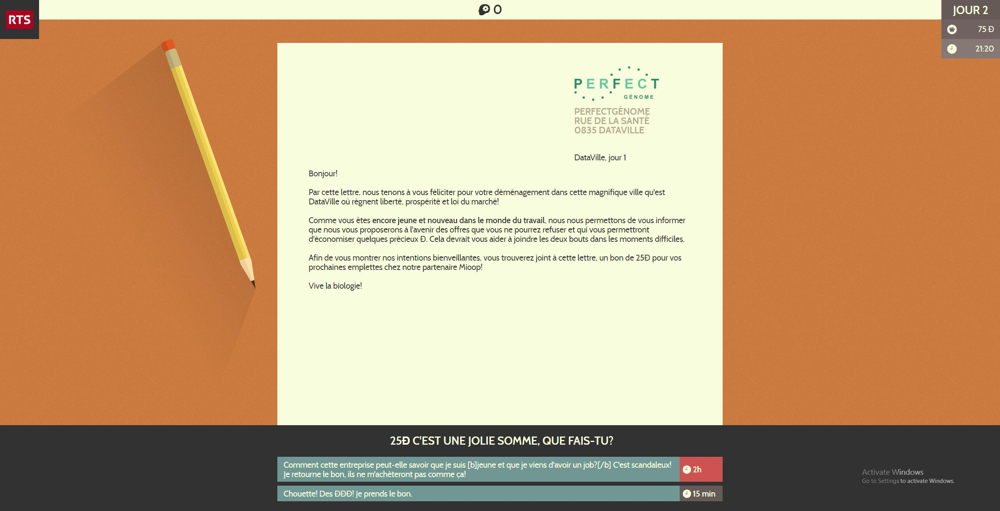 RTS
0
JOUR 2
75 Đ
21:20
PERFECT
GÉNOME
PERFECTGÉNOME
RUE DE LA SANTÉ
0835 DATAVILLE
DataVille, jour 1
Bonjour!
Par cette lettre, nous tenons à vous féliciter pour votre déménagement dans cette magnifique ville qu'est
DataVille où règnent liberté, prospérité et loi du marché!
Comme vous êtes encore jeune et nouveau dans le monde du travail, nous nous permettons de vous informer
que nous vous proposerons à l'avenir des offres que vous ne pourrez refuser et qui vous permettront
d'économiser quelques précieux Đ. Cela devrait vous aider à joindre les deux bouts dans les moments difficiles.
Afin de vous montrer nos intentions bienveillantes, vous trouverez joint à cette lettre, un bon de 25Đ pour vos
prochaines emplettes chez notre partenaire Mioop!
Vive la biologie!
25Đ C'EST UNE JOLIE SOMME, QUE FAIS-TU?
Comment cette entreprise peut-elle savoir que je suis [b]jeune et que je viens d'avoir un job?[/b] C'est scandaleux!
Je retourne le bon, ils ne m'achèteront pas comme ça!
2h
Chouette! Des ĐĐĐ! Je prends le bon.
15 min
Activate Windows
Go to Settings to activate Windows.